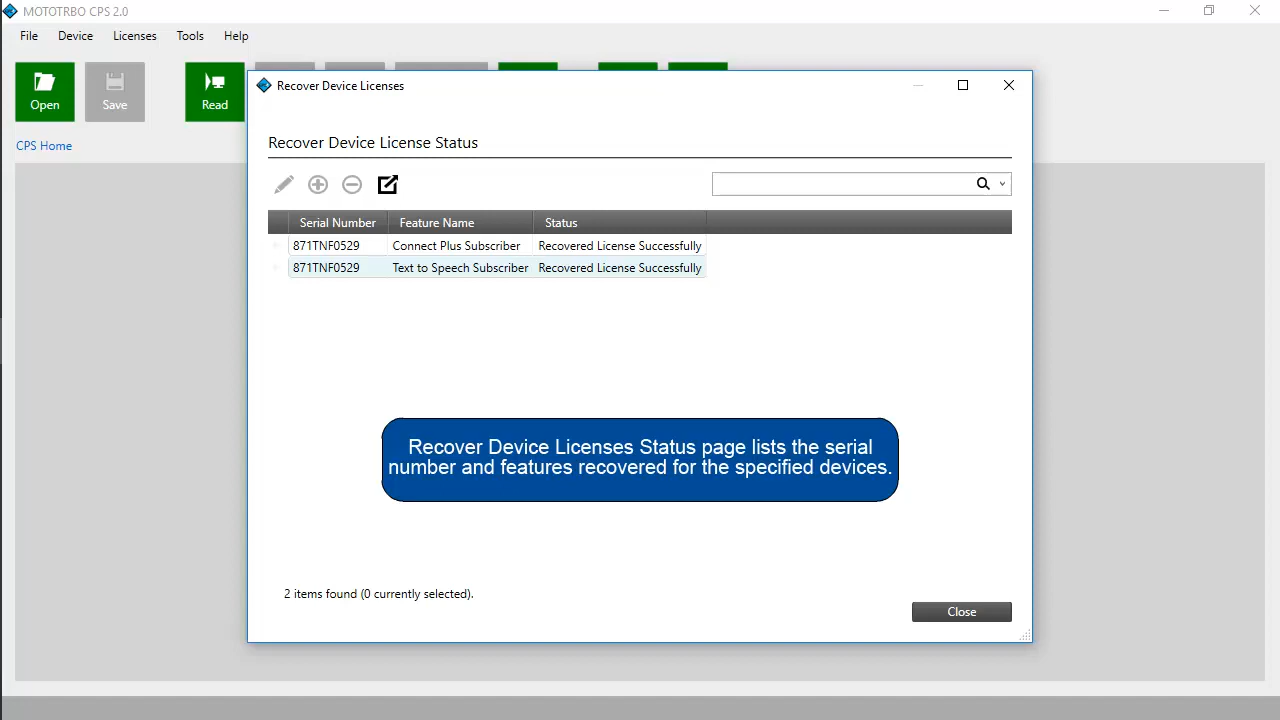 MOTOTRBO CPS 2.0
File Device Licenses Tools Help
Open Save Read
CPS Home
Recover Device Licenses
Recover Device License Status
Serial Number Feature Name Status
871TNF0529 Connect Plus Subscriber Recovered License Successfully
871TNF0529 Text to Speech Subscriber Recovered License Successfully
Recover Device Licenses Status page lists the serial
number and features recovered for the specified devices.
2 items found (0 currently selected).
Close